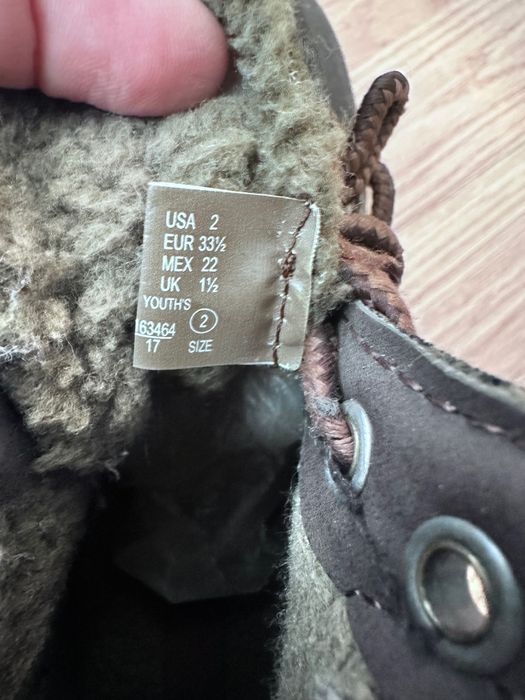 USA 2
EUR 33½
MEX 22
UK 1½
YOUTH'S
63464 2
17 SIZE